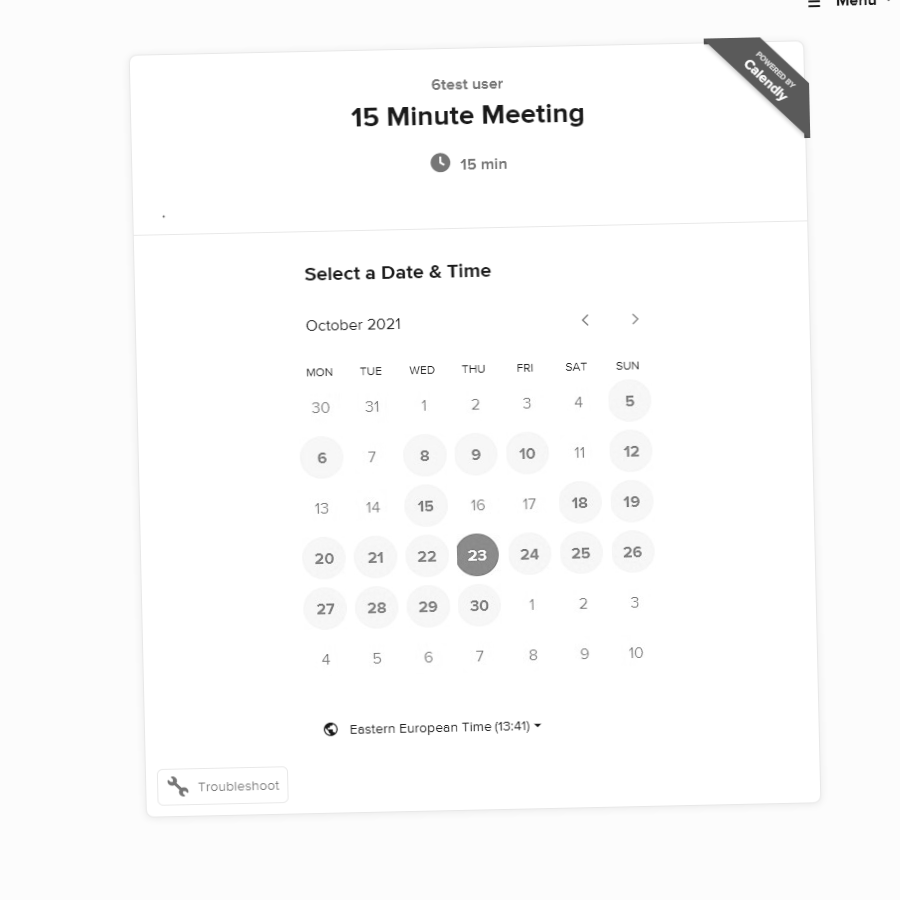 Menu
POWERED BY
Calendly
6test user
15 Minute Meeting
15 min
.
Select a Date & Time
October 2021
MON TUE WED THU FRI SAT SUN
30 31 1 2 3 4 5
6 7 8 9 10 11 12
13 14 15 16 17 18 19
20 21 22 23 24 25 26
27 28 29 30 1 2 3
4 5 6 7 8 9 10
Eastern European Time (13:41)
Troubleshoot